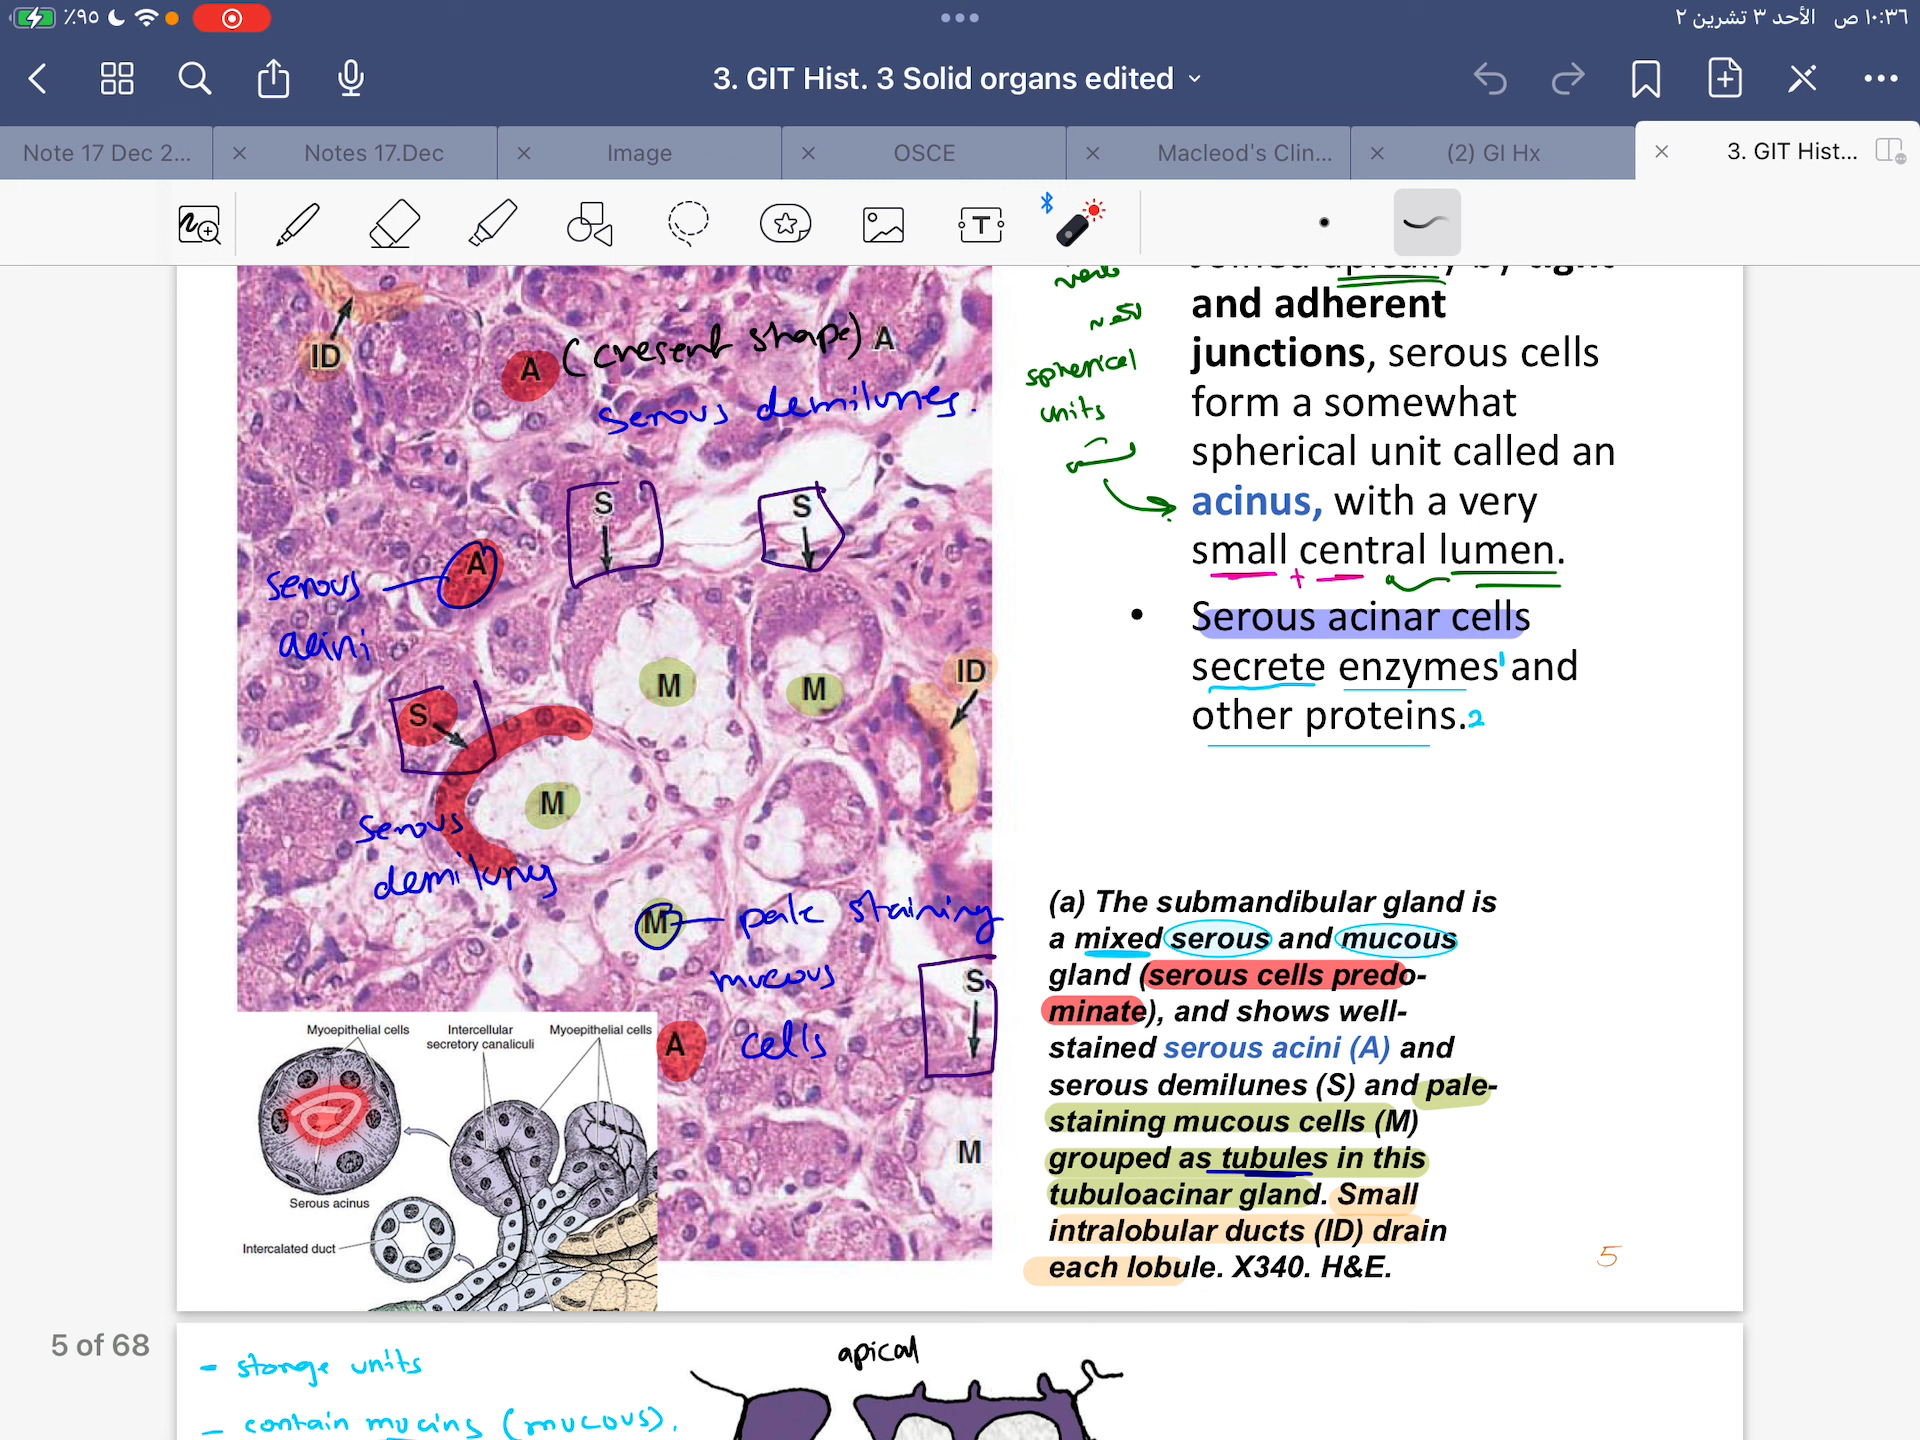 ٪٩٠
١٠:٣٦ ص الأحد ٣ تشرين ٢
3. GIT Hist. 3 Solid organs edited
Note 17 Dec 2...
Notes 17.Dec
Image
OSCE
Macleod's Clin...
(2) GI Hx
3. GIT Hist...
and adherent
junctions, serous cells
form a somewhat
spherical unit called an
acinus, with a very
small central lumen.
• Serous acinar cells
secrete enzymes1 and
other proteins.2
spherical
units
ID
A (cresent shape) A
serous demilunes.
S
S
A
serous
acini
M
M
ID
S
M
serous
demilunes
M pale staining
mucous
cells
S
A
M
Myoepithelial cells
Intercellular
secretory canaliculi
Myoepithelial cells
Serous acinus
Intercalated duct
(a) The submandibular gland is
a mixed serous and mucous
gland (serous cells predo-
minate), and shows well-
stained serous acini (A) and
serous demilunes (S) and pale-
staining mucous cells (M)
grouped as tubules in this
tubuloacinar gland. Small
intralobular ducts (ID) drain
each lobule. X340. H&E.
5
5 of 68
- storage units
- contain mucins (mucous).
apical